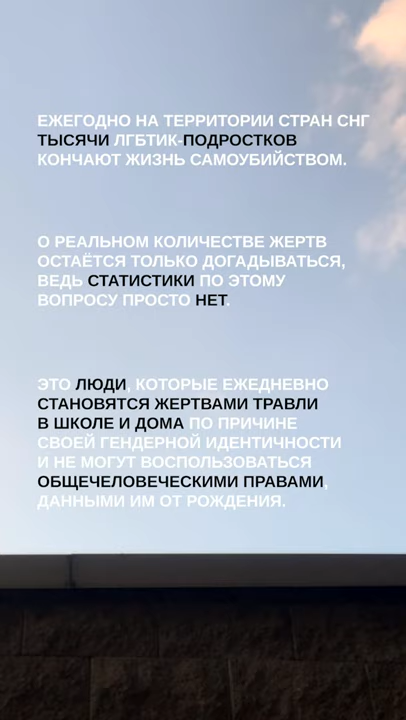 ЕЖЕГОДНО НА ТЕРРИТОРИИ СТРАН СНГ
ТЫСЯЧИ ЛГБТИК-ПОДРОСТКОВ
КОНЧАЮТ ЖИЗНЬ САМОУБИЙСТВОМ.
О РЕАЛЬНОМ КОЛИЧЕСТВЕ ЖЕРТВ
ОСТАЁТСЯ ТОЛЬКО ДОГАДЫВАТЬСЯ,
ВЕДЬ СТАТИСТИКИ ПО ЭТОМУ
ВОПРОСУ ПРОСТО НЕТ.
ЭТО ЛЮДИ, КОТОРЫЕ ЕЖЕДНЕВНО
СТАНОВЯТСЯ ЖЕРТВАМИ ТРАВЛИ
В ШКОЛЕ И ДОМА ПО ПРИЧИНЕ
СВОЕЙ ГЕНДЕРНОЙ ИДЕНТИЧНОСТИ
И НЕ МОГУТ ВОСПОЛЬЗОВАТЬСЯ
ОБЩЕЧЕЛОВЕЧЕСКИМИ ПРАВАМИ,
ДАННЫМИ ИМ ОТ РОЖДЕНИЯ.